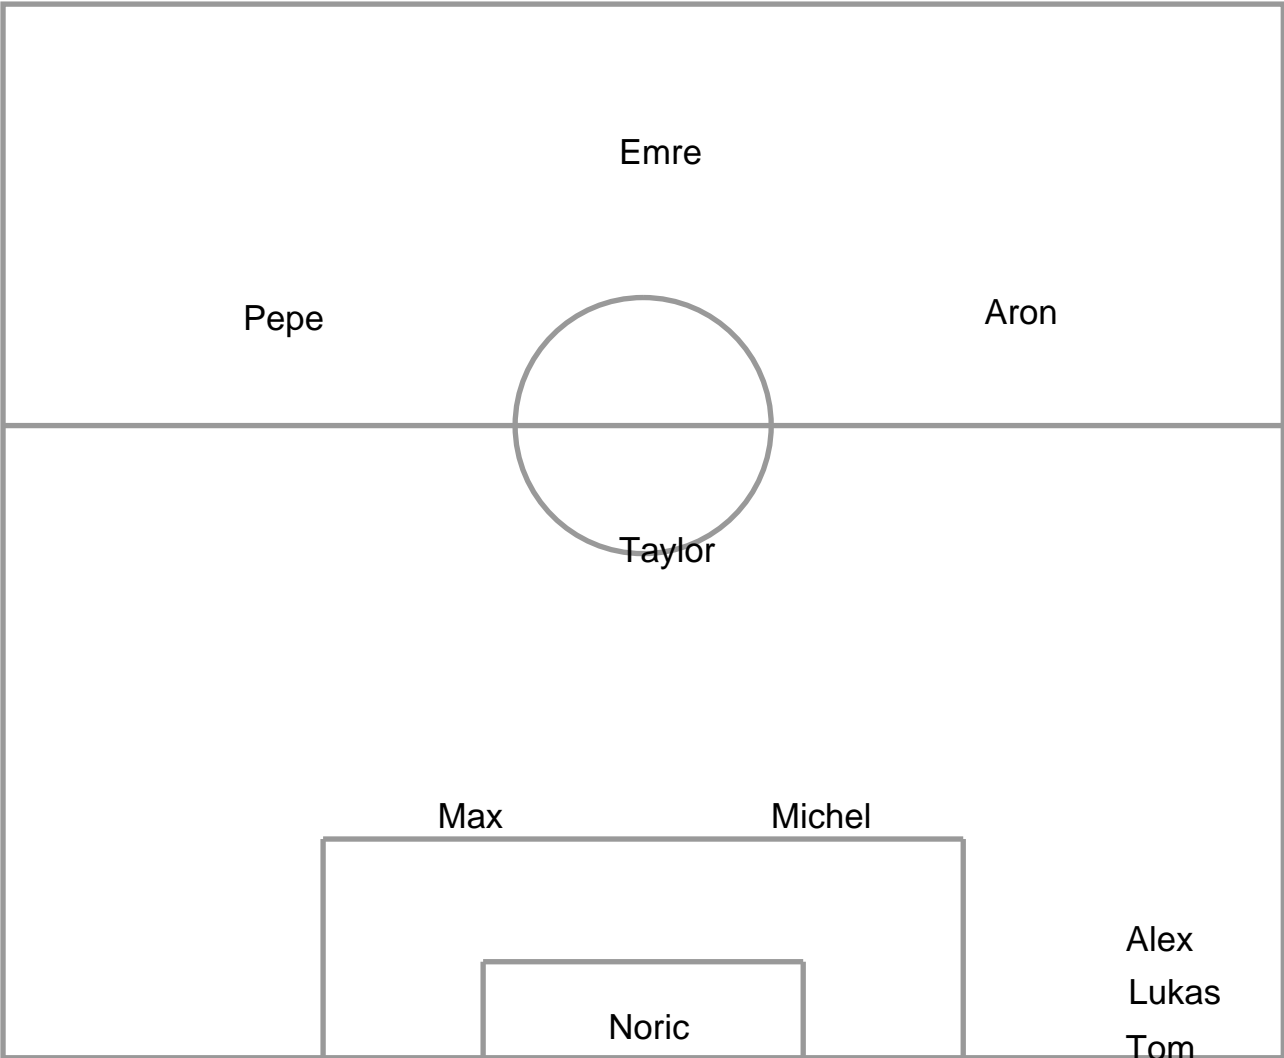 Emre
Pepe
Aron
Taylor
Max
Michel
Alex
Lukas
Noric
Tom